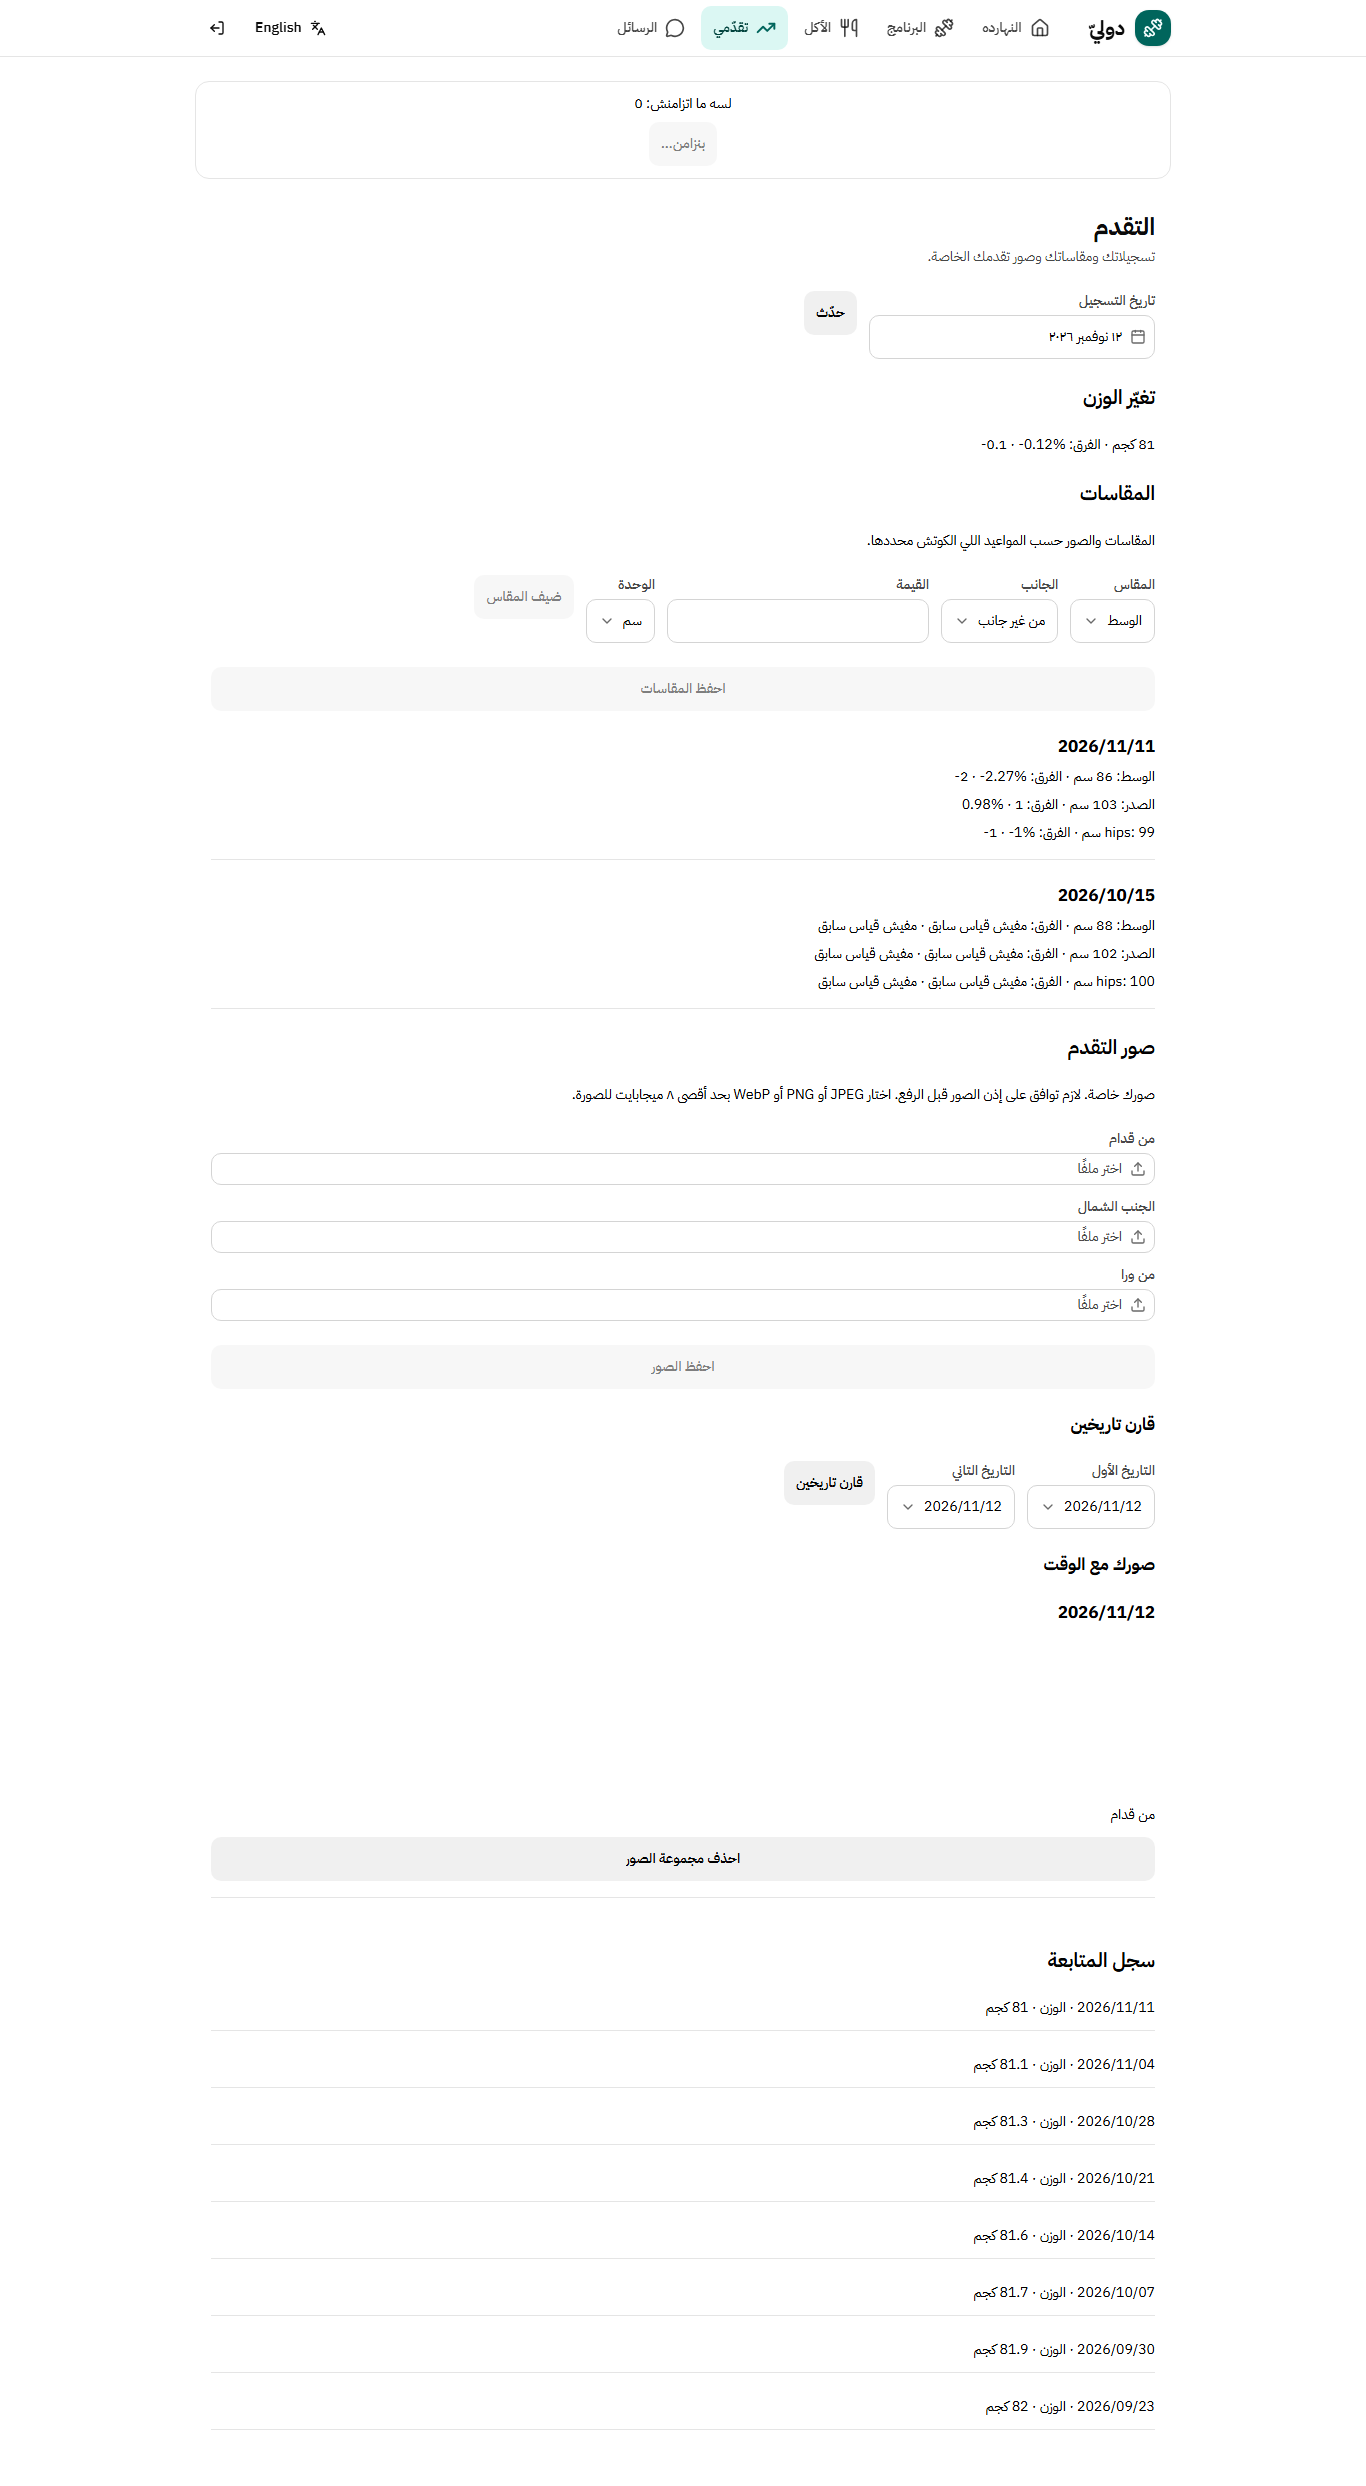 دوليّ
النهارده
البرنامج
الأكل
تقدّمي
الرسائل
English
لسه ما اتزامنش: 0
بنزامن...
التقدم
تسجيلاتك ومقاساتك وصور تقدمك الخاصة.
تاريخ التسجيل
١٢ نوفمبر ٢٠٢٦
حدّث
تغيّر الوزن
81 كجم · الفرق: -0.12% · -0.1
المقاسات
المقاسات والصور حسب المواعيد اللي الكوتش محددها.
المقاس
الجانب
القيمة
الوحدة
الوسط
من غير جانب
سم
ضيف المقاس
احفظ المقاسات
2026/11/11
الوسط: 86 سم · الفرق: -2.27% · -2
الصدر: 103 سم · الفرق: 1 · 0.98%
hips: 99 سم · الفرق: -1% · -1
2026/10/15
الوسط: 88 سم · الفرق: مفيش قياس سابق · مفيش قياس سابق
الصدر: 102 سم · الفرق: مفيش قياس سابق · مفيش قياس سابق
hips: 100 سم · الفرق: مفيش قياس سابق · مفيش قياس سابق
صور التقدم
صورك خاصة. لازم توافق على إذن الصور قبل الرفع. اختار JPEG أو PNG أو WebP بحد أقصى ٨ ميجابايت للصورة.
من قدام
اختر ملفًا
الجنب الشمال
اختر ملفًا
من ورا
اختر ملفًا
احفظ الصور
قارن تاريخين
التاريخ الأول
التاريخ التاني
2026/11/12
2026/11/12
قارن تاريخين
صورك مع الوقت
2026/11/12
من قدام
احذف مجموعة الصور
سجل المتابعة
2026/11/11 · الوزن · 81 كجم
2026/11/04 · الوزن · 81.1 كجم
2026/10/28 · الوزن · 81.3 كجم
2026/10/21 · الوزن · 81.4 كجم
2026/10/14 · الوزن · 81.6 كجم
2026/10/07 · الوزن · 81.7 كجم
2026/09/30 · الوزن · 81.9 كجم
2026/09/23 · الوزن · 82 كجم